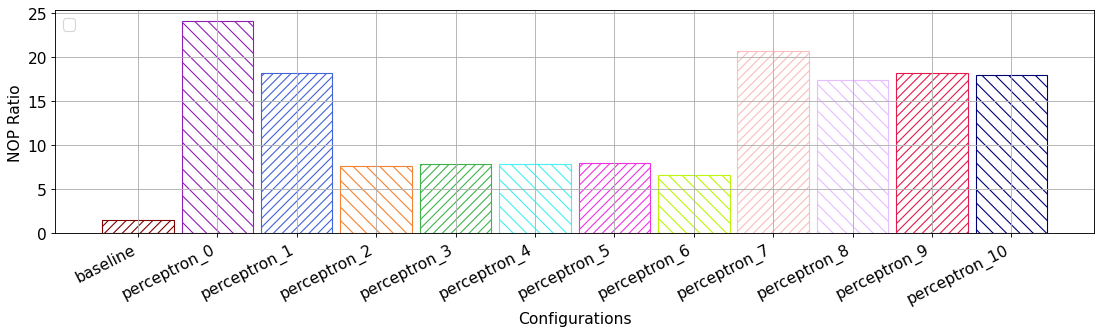 25
20
15
10
5
0
NOP Ratio
baseline
perceptron_0
perceptron_1
perceptron_2
perceptron_3
perceptron_4
perceptron_5
perceptron_6
perceptron_7
perceptron_8
perceptron_9
perceptron_10
Configurations